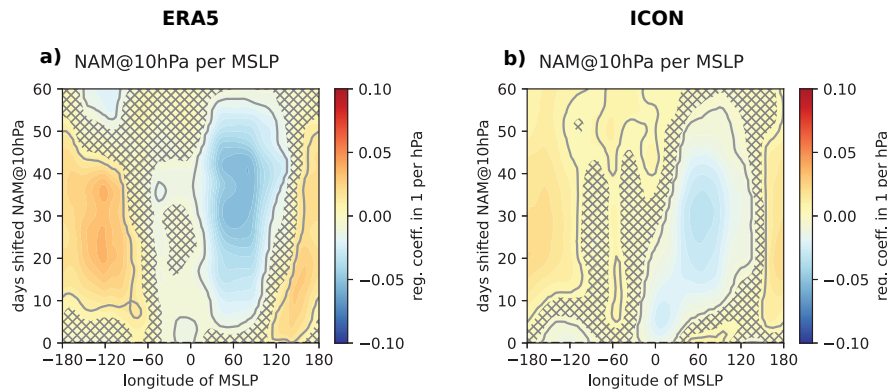 ERA5
a) NAM@10hPa per MSLP
days shifted NAM@10hPa
60
50
40
30
20
10
0
−180 −120 −60 0 60 120 180
longitude of MSLP
0.10
0.05
0.00
−0.05
−0.10
reg. coeff. in 1 per hPa
ICON
b) NAM@10hPa per MSLP
days shifted NAM@10hPa
60
50
40
30
20
10
0
−180 −120 −60 0 60 120 180
longitude of MSLP
0.10
0.05
0.00
−0.05
−0.10
reg. coeff. in 1 per hPa